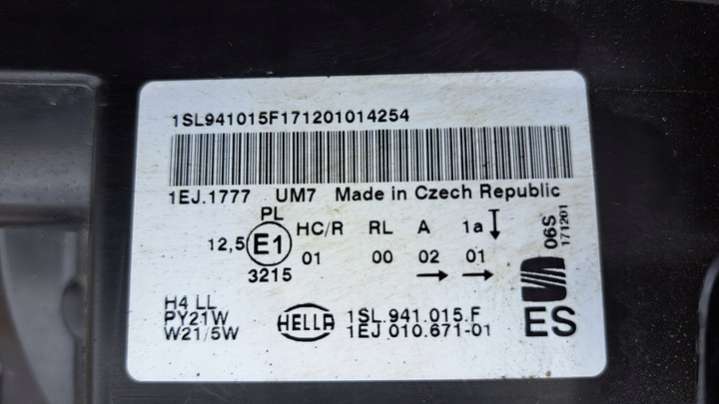 1SL941015F171201014254
1EJ.1777 UM7 Made in Czech Republic
PL
HC/R RL A 1a
12,5 E1
01 00 02 01
3215
06S
171201
H4 LL
PY21W
W21/5W
HELLA
1SL.941.015.F
1EJ 010.671-01
ES